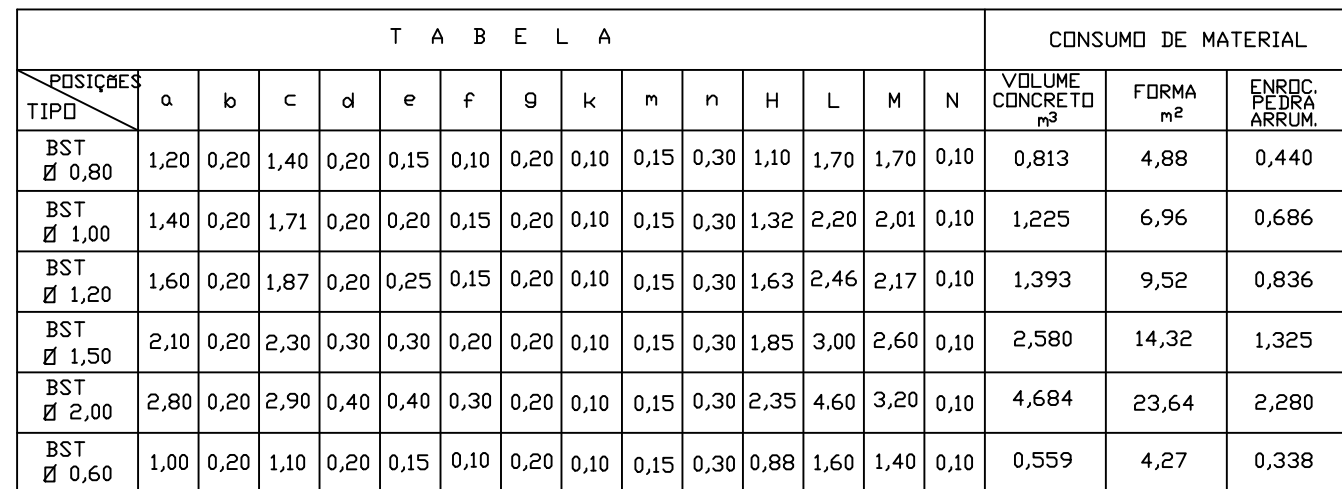 TABELA CONSUMO DE MATERIAL
POSIÇÕES
TIPO a b c d e f g k m n H L M N VOLUME CONCRETO m³ FORMA m² ENROC. PEDRA ARRUM.
BST Ø 0,80 1,20 0,20 1,40 0,20 0,15 0,10 0,20 0,10 0,15 0,30 1,10 1,70 1,70 0,10 0,813 4,88 0,440
BST Ø 1,00 1,40 0,20 1,71 0,20 0,20 0,15 0,20 0,10 0,15 0,30 1,32 2,20 2,01 0,10 1,225 6,96 0,686
BST Ø 1,20 1,60 0,20 1,87 0,20 0,25 0,15 0,20 0,10 0,15 0,30 1,63 2,46 2,17 0,10 1,393 9,52 0,836
BST Ø 1,50 2,10 0,20 2,30 0,30 0,30 0,20 0,20 0,10 0,15 0,30 1,85 3,00 2,60 0,10 2,580 14,32 1,325
BST Ø 2,00 2,80 0,20 2,90 0,40 0,40 0,30 0,20 0,10 0,15 0,30 2,35 4,60 3,20 0,10 4,684 23,64 2,280
BST Ø 0,60 1,00 0,20 1,10 0,20 0,15 0,10 0,20 0,10 0,15 0,30 0,88 1,60 1,40 0,10 0,559 4,27 0,338